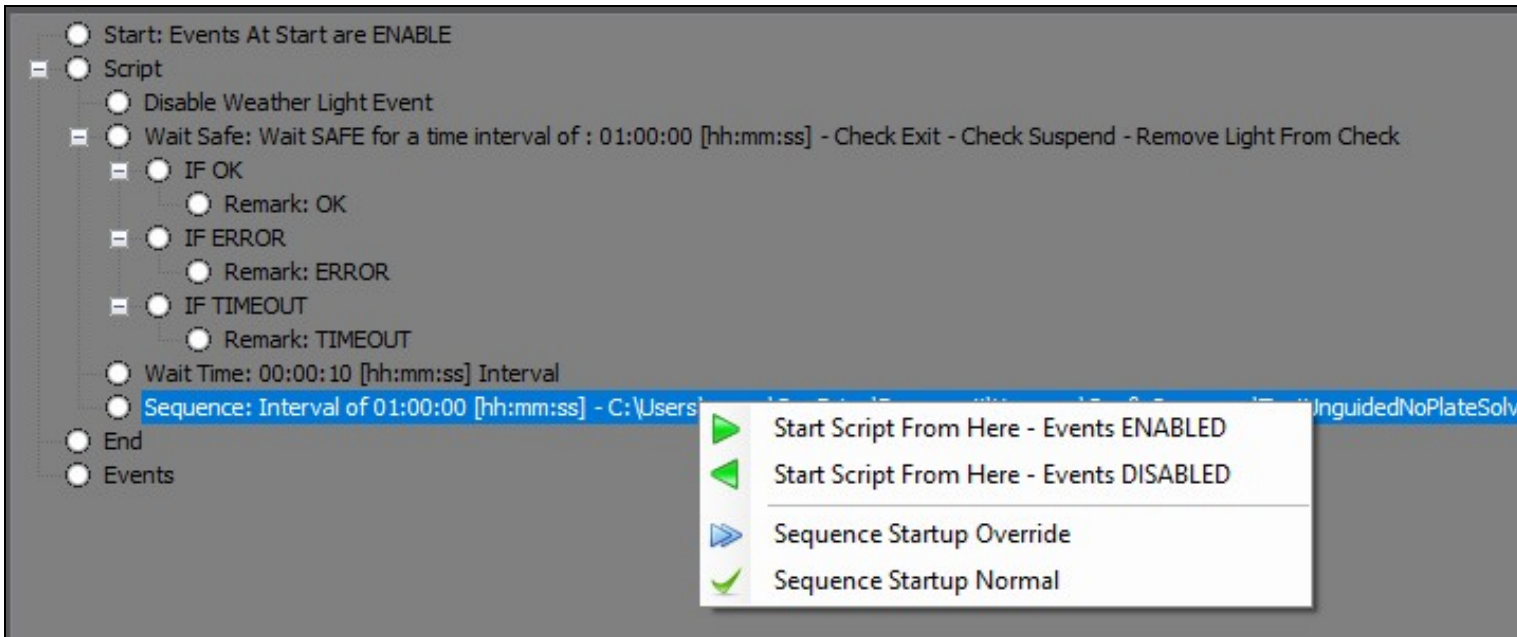 Start: Events At Start are ENABLE
Script
Disable Weather Light Event
Wait Safe: Wait SAFE for a time interval of : 01:00:00 [hh:mm:ss] - Check Exit - Check Suspend - Remove Light From Check
IF OK
Remark: OK
IF ERROR
Remark: ERROR
IF TIMEOUT
Remark: TIMEOUT
Wait Time: 00:00:10 [hh:mm:ss] Interval
Sequence: Interval of 01:00:00 [hh:mm:ss] - C:\Users
Start Script From Here - Events ENABLED
Start Script From Here - Events DISABLED
Sequence Startup Override
Sequence Startup Normal
End
Events